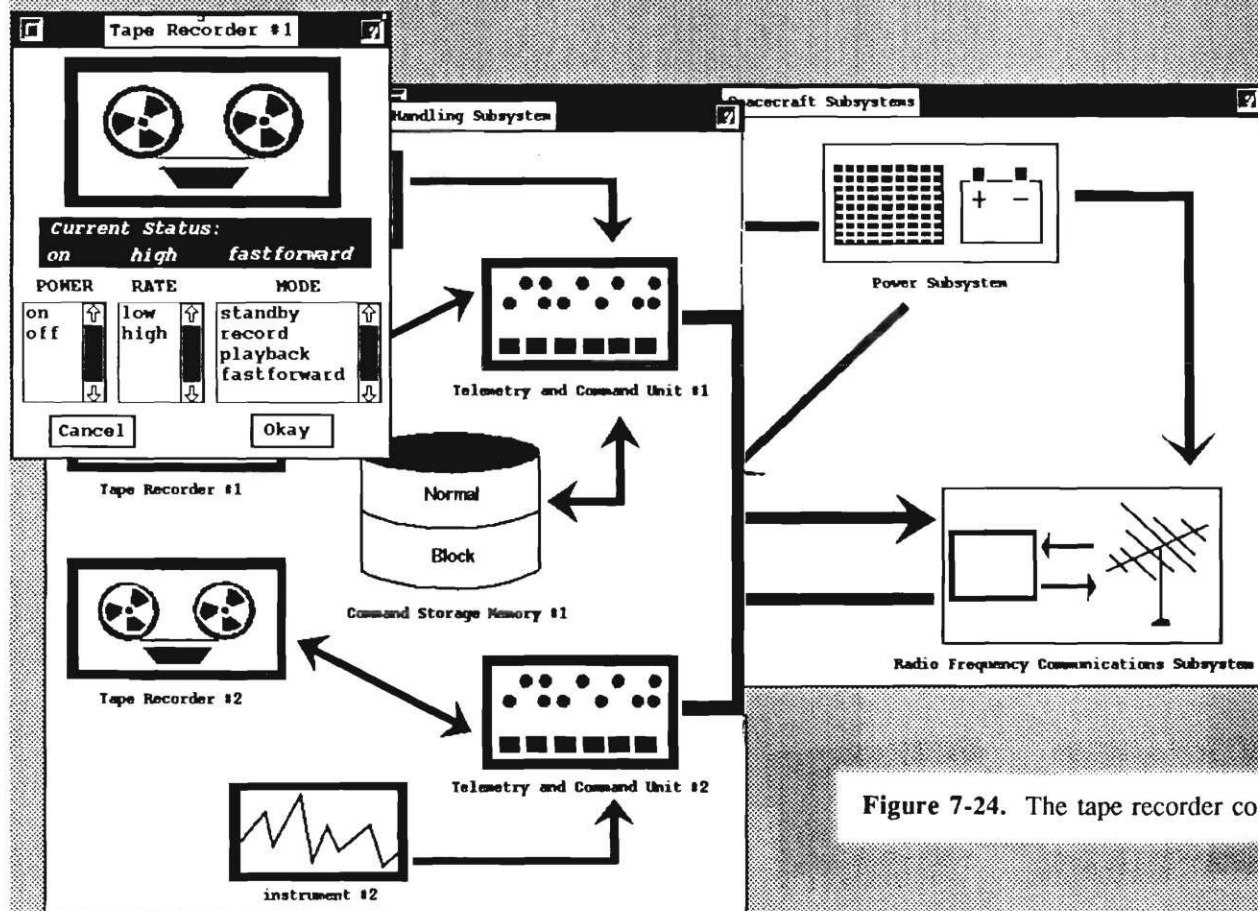 Tape Recorder #1
?
Current Status:
on high fastforward
POWER RATE MODE
on low standby
off high record
playback
fastforward
Cancel Okay
Handling Subsystem
?
Spacecraft Subsystems
?
Tape Recorder #1
Telemetry and Command Unit #1
Normal
Block
Command Storage Memory #1
Tape Recorder #2
Telemetry and Command Unit #2
instrument #2
+ −
Power Subsystem
Radio Frequency Communications Subsystem
Figure 7-24. The tape recorder co